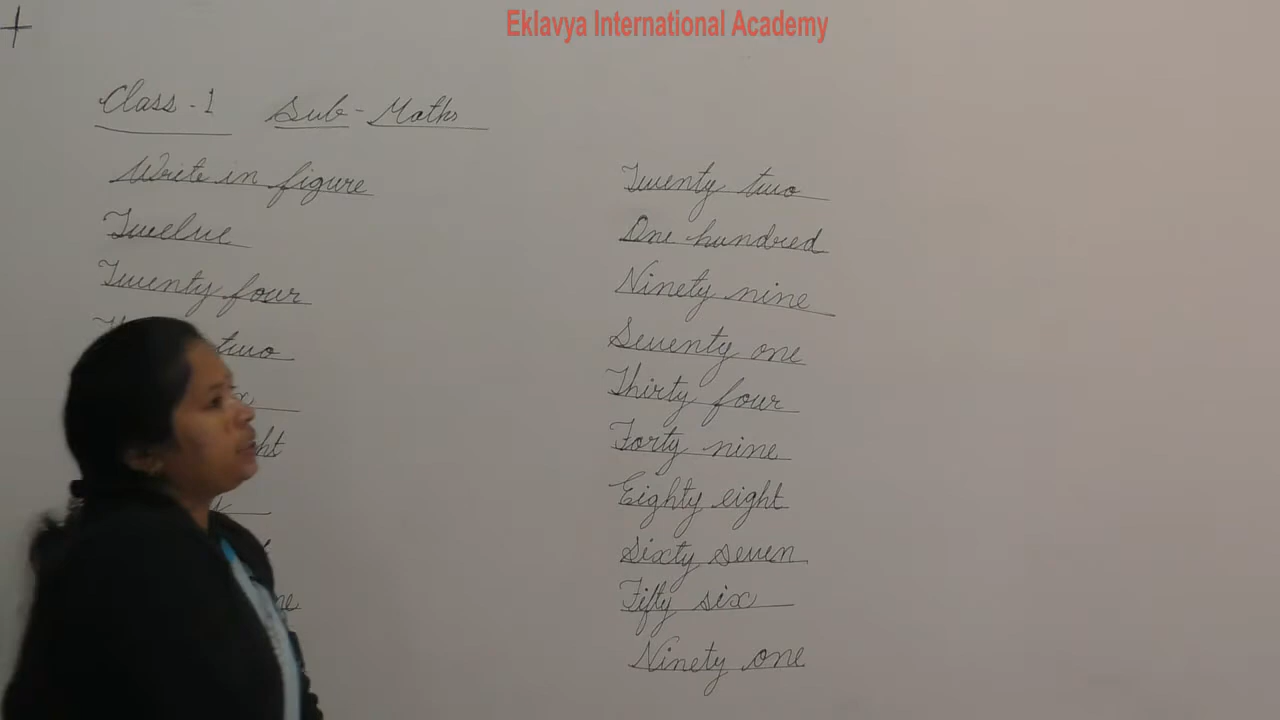 Eklavya International Academy
Class - 1 Sub - Maths
Write in figure
Twelve
Twenty four
two
Twenty two
One hundred
Ninety nine
Seventy one
Thirty four
Forty nine
Eighty eight
Sixty seven
Fifty six
Ninety one